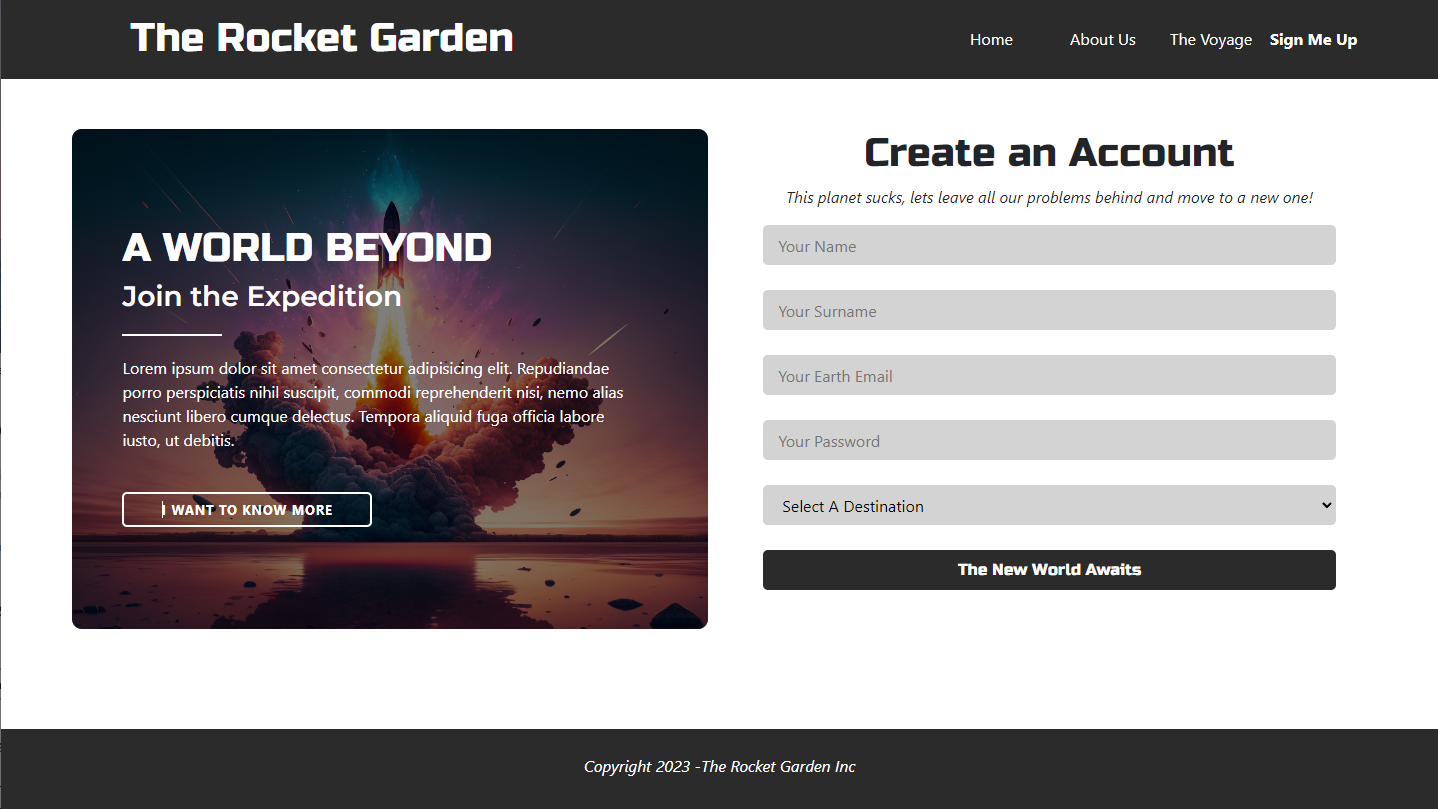 The Rocket Garden
Home About Us The Voyage Sign Me Up
A WORLD BEYOND
Join the Expedition
Lorem ipsum dolor sit amet consectetur adipisicing elit. Repudiandae
porro perspiciatis nihil suscipit, commodi reprehenderit nisi, nemo alias
nesciunt libero cumque delectus. Tempora aliquid fuga officia labore
iusto, ut debitis.
I WANT TO KNOW MORE
Create an Account
This planet sucks, lets leave all our problems behind and move to a new one!
Your Name
Your Surname
Your Earth Email
Your Password
Select A Destination
The New World Awaits
Copyright 2023 -The Rocket Garden Inc